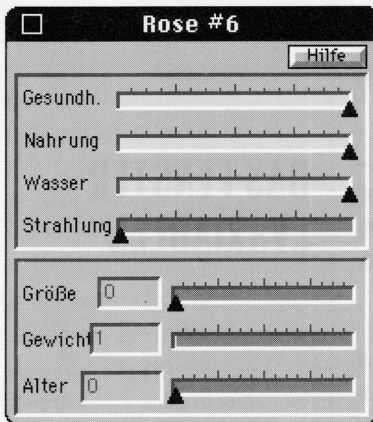 Rose #6
Hilfe
Gesundh.
Nahrung
Wasser
Strahlung
Größe 0
Gewicht 1
Alter 0